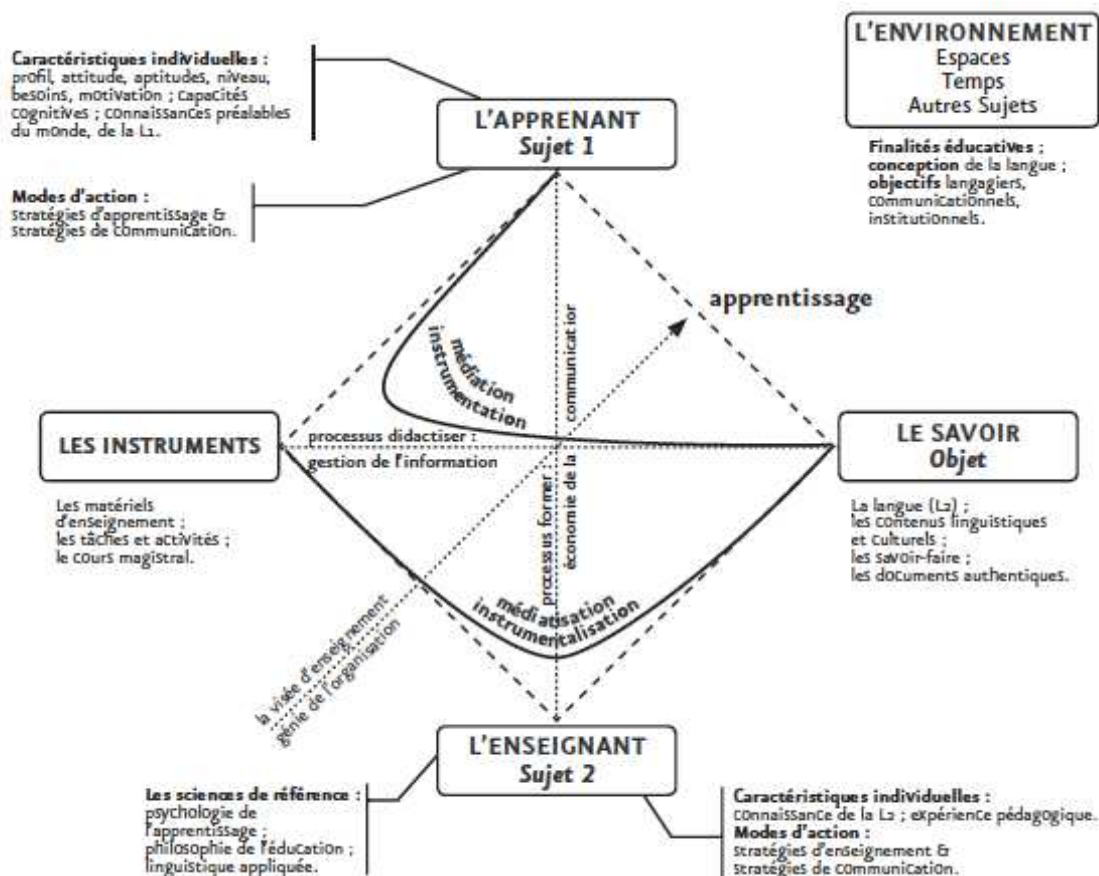 L'ENVIRONNEMENT
Espaces
Temps
Autres Sujets
Finalités éducatives ;
conception de la langue ;
objectifs langagiers,
communicationnels,
institutionnels.
Caractéristiques individuelles :
profil, attitude, aptitudes, niveau,
besoins, motivation ; capacités
cognitives ; connaissances préalables
du monde, de la L1.
L'APPRENANT
Sujet 1
Modes d'action :
stratégies d'apprentissage &
stratégies de communication.
apprentissage
médiation
instrumentation
communication
LES INSTRUMENTS
processus didactiser :
gestion de l'information
LE SAVOIR
Objet
Les matériels
d'enseignement ;
les tâches et activités ;
le cours magistral.
La langue (L2) ;
les contenus linguistiques
et culturels ;
les savoir-faire ;
les documents authentiques.
processus former :
économie de la
médiatisation
instrumentalisation
la visée d'enseignement
génie de l'organisation
L'ENSEIGNANT
Sujet 2
Les sciences de référence :
psychologie de
l'apprentissage ;
philosophie de l'éducation ;
linguistique appliquée.
Caractéristiques individuelles :
connaissance de la L2 ; expérience pédagogique.
Modes d'action :
stratégies d'enseignement &
stratégies de communication.